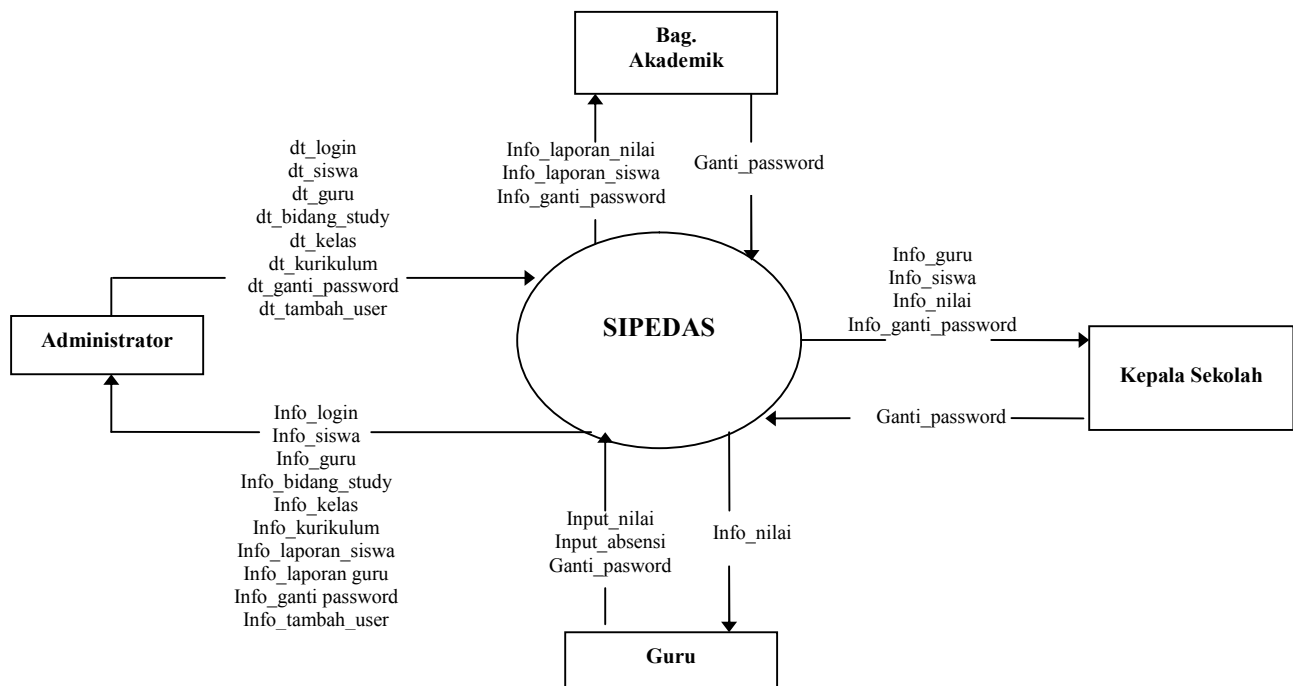 Bag.
Akademik
Info_laporan_nilai
Info_laporan_siswa
Info_ganti_password
Ganti_password
dt_login
dt_siswa
dt_guru
dt_bidang_study
dt_kelas
dt_kurikulum
dt_ganti_password
dt_tambah_user
Administrator
SIPEDAS
Info_guru
Info_siswa
Info_nilai
Info_ganti_password
Kepala Sekolah
Ganti_password
Info_login
Info_siswa
Info_guru
Info_bidang_study
Info_kelas
Info_kurikulum
Info_laporan_siswa
Info_laporan guru
Info_ganti password
Info_tambah_user
Input_nilai
Input_absensi
Ganti_pasword
Info_nilai
Guru